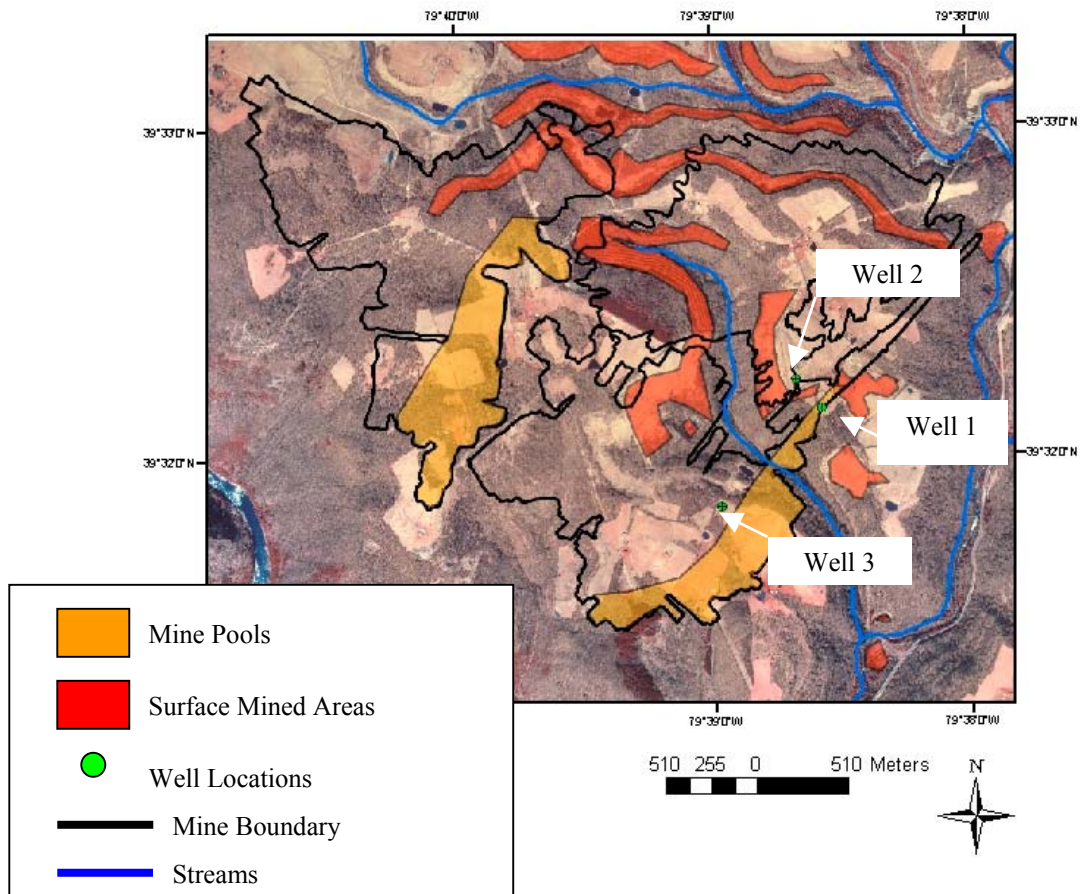 79°40'0"W 79°39'0"W 79°38'0"W
39°33'0"N 39°33'0"N
Well 2
Well 1
39°32'0"N 39°32'0"N
Well 3
Mine Pools
Surface Mined Areas
Well Locations
Mine Boundary
Streams
79°39'0"W 79°38'0"W
510 255 0 510 Meters
N